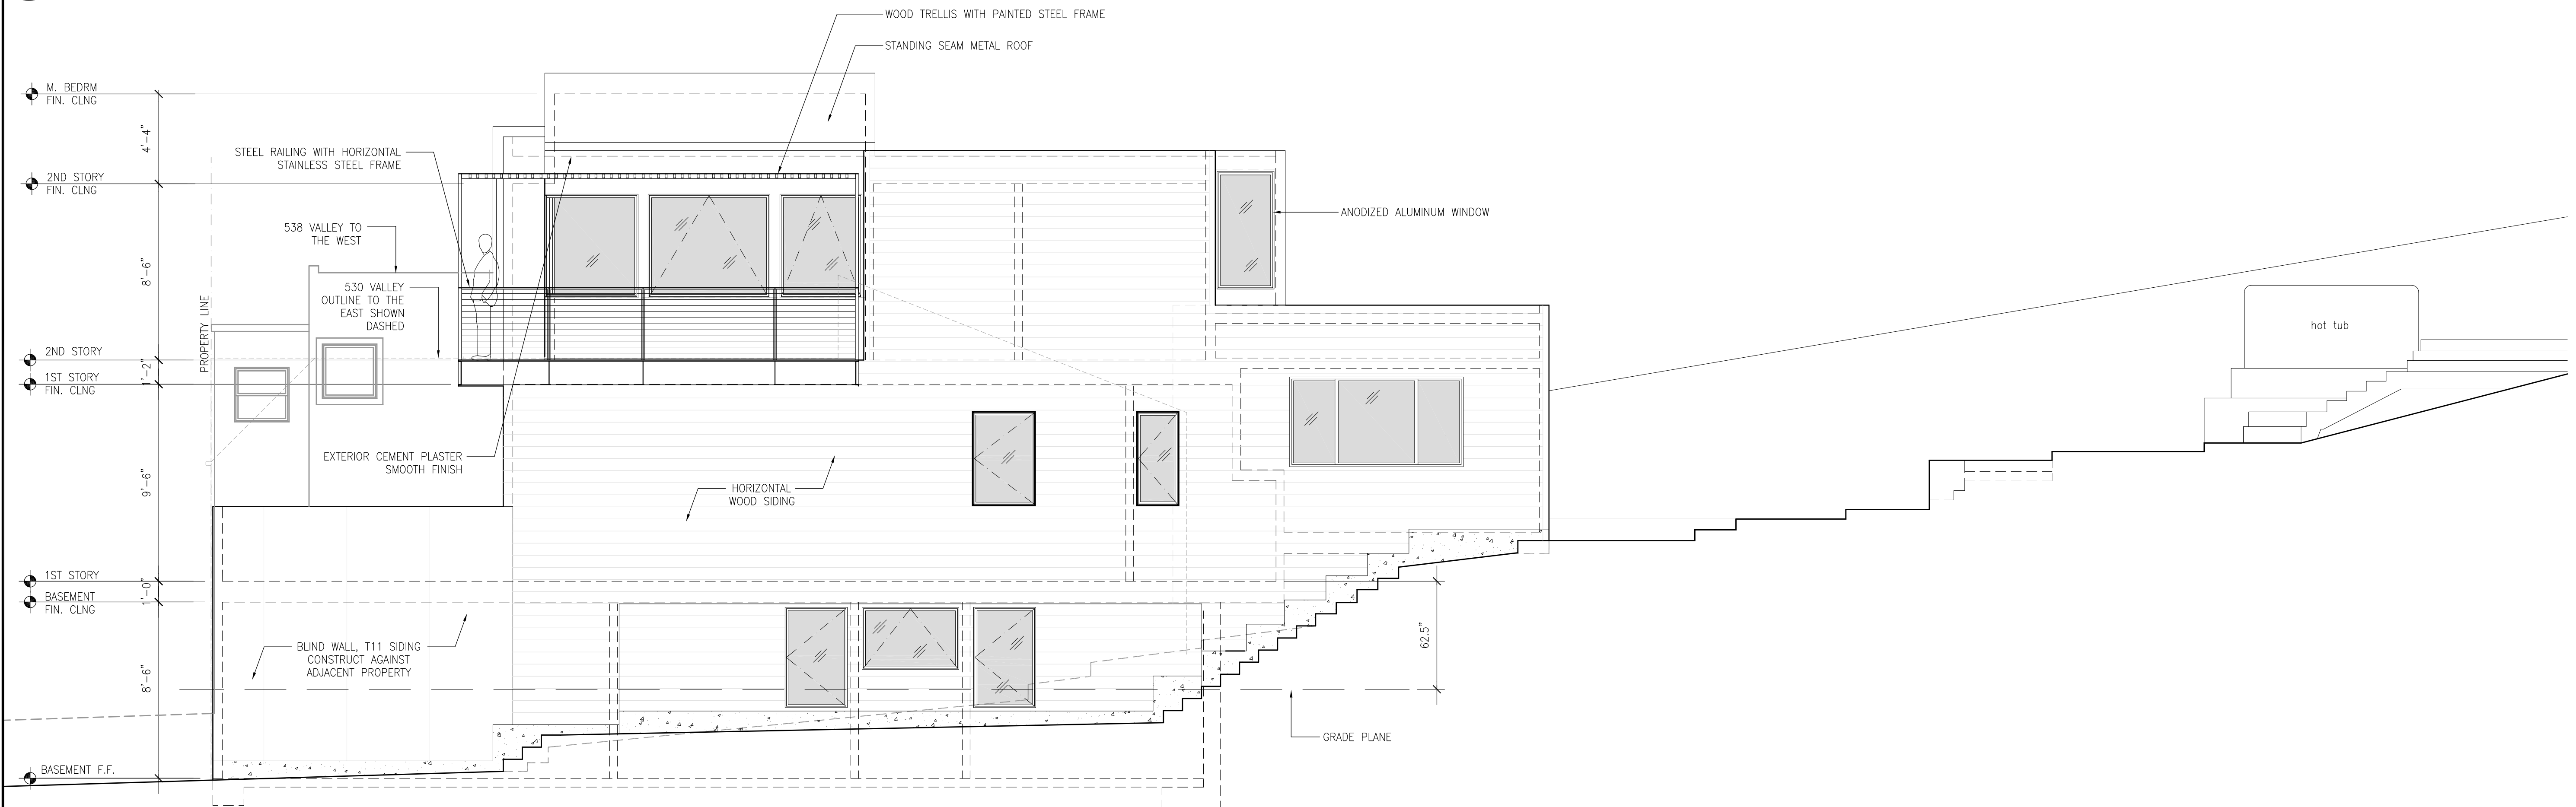 WOOD TRELLIS WITH PAINTED STEEL FRAME
STANDING SEAM METAL ROOF
M. BEDRM
FIN. CLNG
4'-4"
STEEL RAILING WITH HORIZONTAL
STAINLESS STEEL FRAME
2ND STORY
FIN. CLNG
ANODIZED ALUMINUM WINDOW
538 VALLEY TO
THE WEST
8'-6"
530 VALLEY
OUTLINE TO THE
EAST SHOWN
DASHED
PROPERTY LINE
hot tub
2ND STORY
1'-2"
1ST STORY
FIN. CLNG
EXTERIOR CEMENT PLASTER
SMOOTH FINISH
9'-6"
HORIZONTAL
WOOD SIDING
1ST STORY
1'-0"
BASEMENT
FIN. CLNG
62.5"
BLIND WALL, T11 SIDING
CONSTRUCT AGAINST
ADJACENT PROPERTY
8'-6"
GRADE PLANE
BASEMENT F.F.